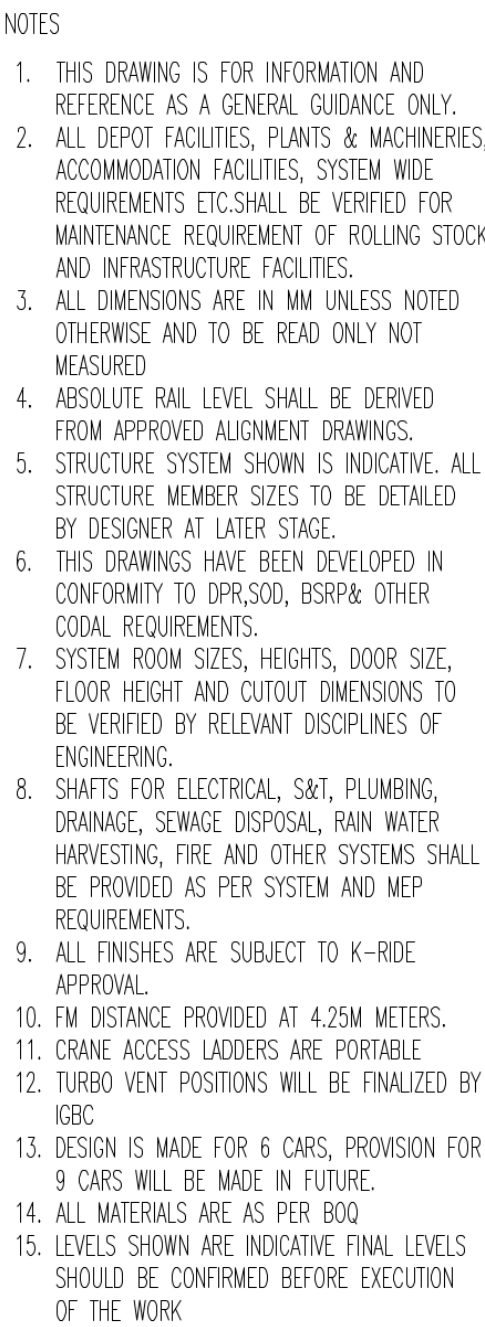 NOTES
1. THIS DRAWING IS FOR INFORMATION AND
REFERENCE AS A GENERAL GUIDANCE ONLY.
2. ALL DEPOT FACILITIES, PLANTS & MACHINERIES,
ACCOMMODATION FACILITIES, SYSTEM WIDE
REQUIREMENTS ETC.SHALL BE VERIFIED FOR
MAINTENANCE REQUIREMENT OF ROLLING STOCK
AND INFRASTRUCTURE FACILITIES.
3. ALL DIMENSIONS ARE IN MM UNLESS NOTED
OTHERWISE AND TO BE READ ONLY NOT
MEASURED
4. ABSOLUTE RAIL LEVEL SHALL BE DERIVED
FROM APPROVED ALIGNMENT DRAWINGS.
5. STRUCTURE SYSTEM SHOWN IS INDICATIVE. ALL
STRUCTURE MEMBER SIZES TO BE DETAILED
BY DESIGNER AT LATER STAGE.
6. THIS DRAWINGS HAVE BEEN DEVELOPED IN
CONFORMITY TO DPR,SOD, BSRP& OTHER
CODAL REQUIREMENTS.
7. SYSTEM ROOM SIZES, HEIGHTS, DOOR SIZE,
FLOOR HEIGHT AND CUTOUT DIMENSIONS TO
BE VERIFIED BY RELEVANT DISCIPLINES OF
ENGINEERING.
8. SHAFTS FOR ELECTRICAL, S&T, PLUMBING,
DRAINAGE, SEWAGE DISPOSAL, RAIN WATER
HARVESTING, FIRE AND OTHER SYSTEMS SHALL
BE PROVIDED AS PER SYSTEM AND MEP
REQUIREMENTS.
9. ALL FINISHES ARE SUBJECT TO K-RIDE
APPROVAL.
10. FM DISTANCE PROVIDED AT 4.25M METERS.
11. CRANE ACCESS LADDERS ARE PORTABLE
12. TURBO VENT POSITIONS WILL BE FINALIZED BY
IGBC
13. DESIGN IS MADE FOR 6 CARS, PROVISION FOR
9 CARS WILL BE MADE IN FUTURE.
14. ALL MATERIALS ARE AS PER BOQ
15. LEVELS SHOWN ARE INDICATIVE FINAL LEVELS
SHOULD BE CONFIRMED BEFORE EXECUTION
OF THE WORK